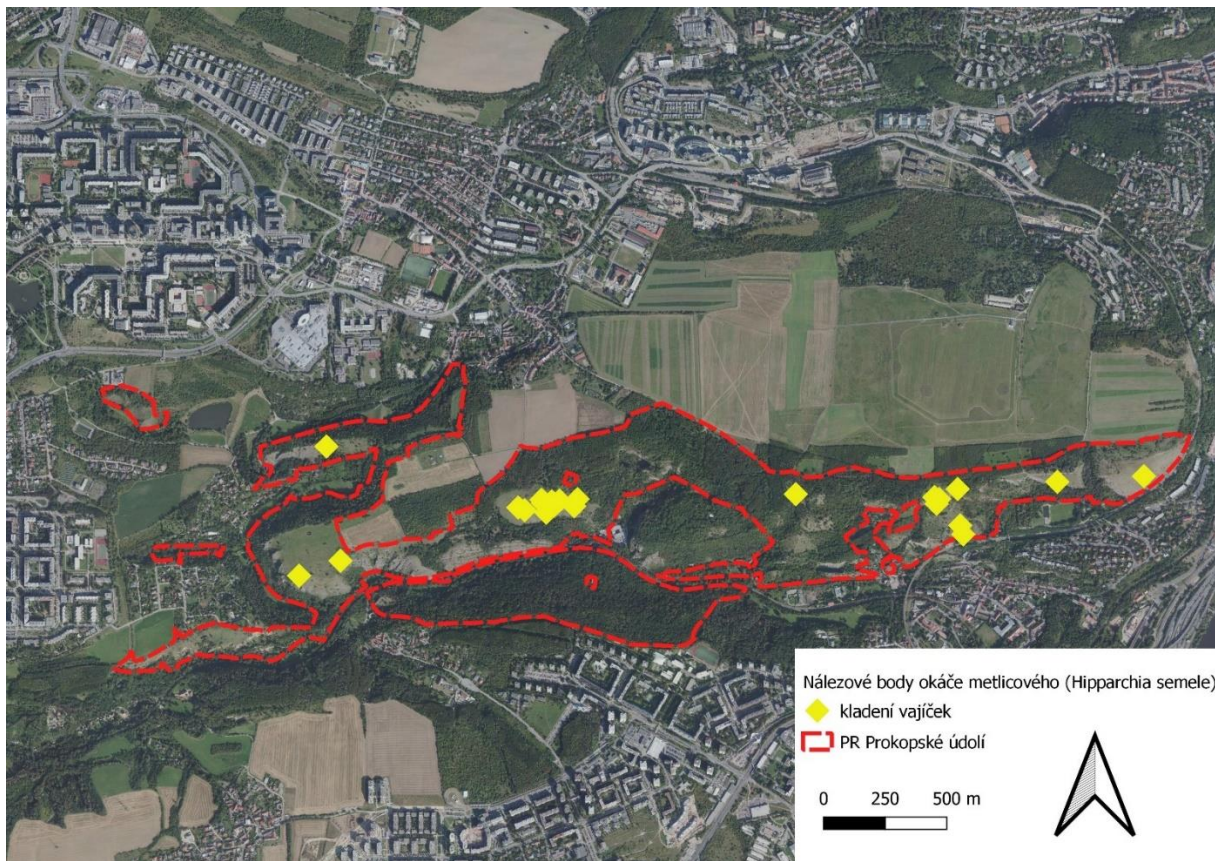 Nálezové body okáče metlicového (Hipparchia semele)
kladení vajíček
PR Prokopské údolí
0 250 500 m